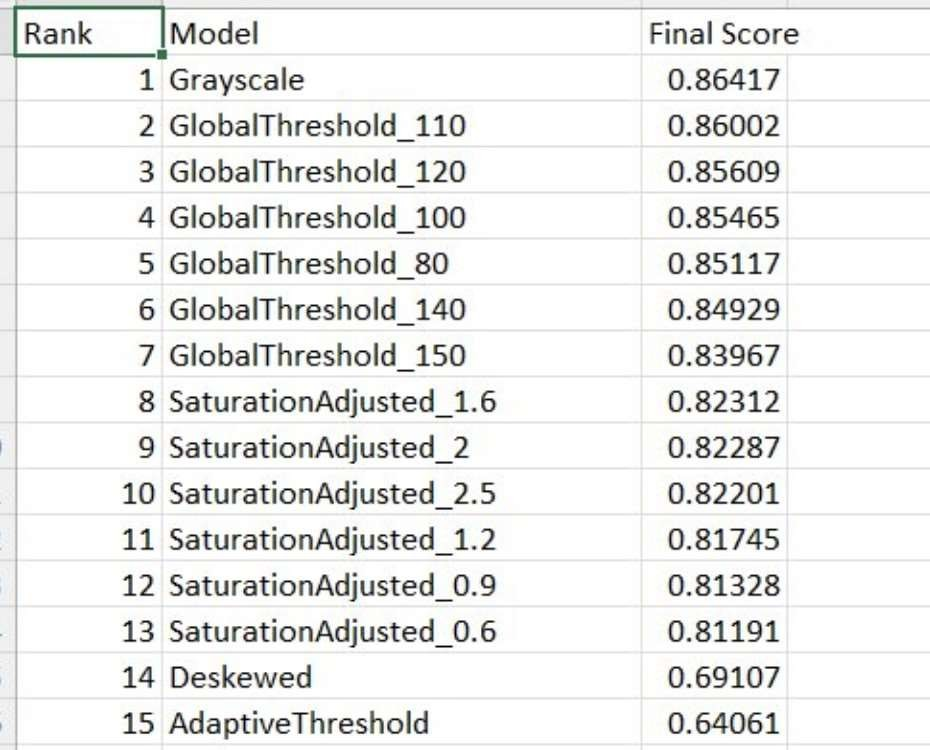 Rank Model Final Score
1 Grayscale 0.86417
2 GlobalThreshold_110 0.86002
3 GlobalThreshold_120 0.85609
4 GlobalThreshold_100 0.85465
5 GlobalThreshold_80 0.85117
6 GlobalThreshold_140 0.84929
7 GlobalThreshold_150 0.83967
8 SaturationAdjusted_1.6 0.82312
9 SaturationAdjusted_2 0.82287
10 SaturationAdjusted_2.5 0.82201
11 SaturationAdjusted_1.2 0.81745
12 SaturationAdjusted_0.9 0.81328
13 SaturationAdjusted_0.6 0.81191
14 Deskewed 0.69107
15 AdaptiveThreshold 0.64061